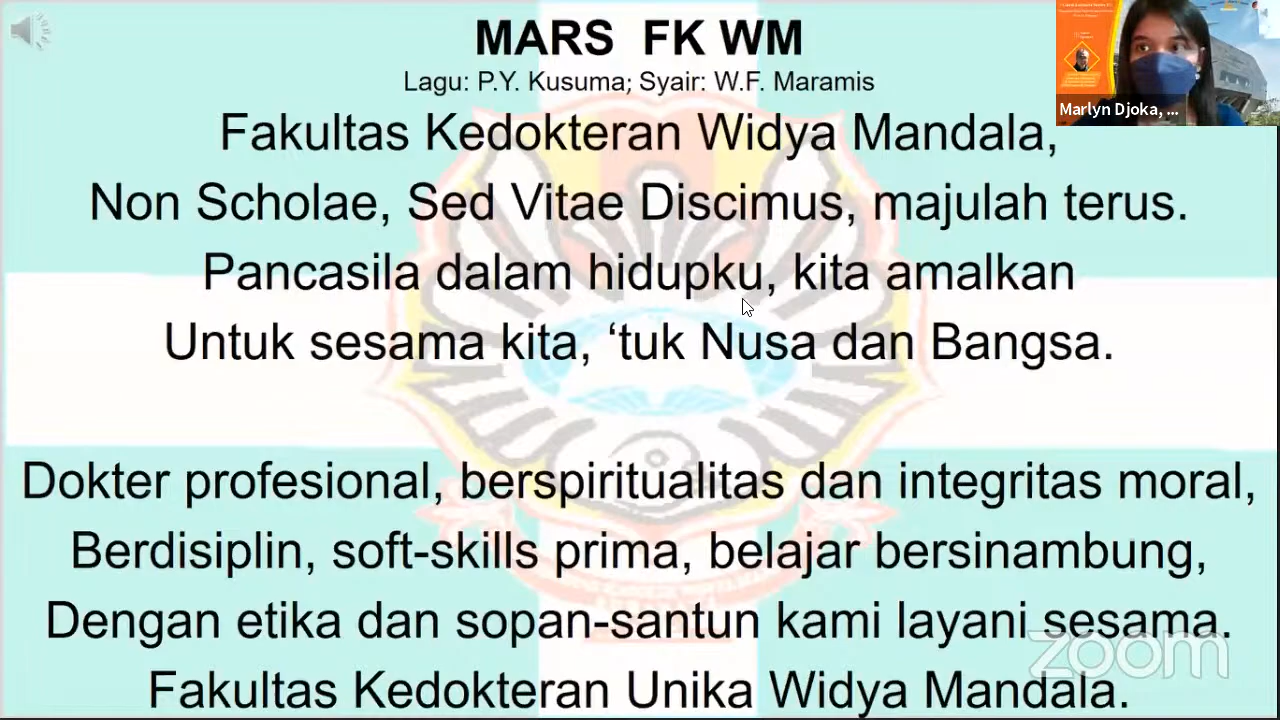 MARS FK WM
Lagu: P.Y. Kusuma; Syair: W.F. Maramis
Fakultas Kedokteran Widya Mandala,
Non Scholae, Sed Vitae Discimus, majulah terus.
Pancasila dalam hidupku, kita amalkan
Untuk sesama kita, ‘tuk Nusa dan Bangsa.
Dokter profesional, berspiritualitas dan integritas moral,
Berdisiplin, soft-skills prima, belajar bersinambung,
Dengan etika dan sopan-santun kami layani sesama.
Fakultas Kedokteran Unika Widya Mandala.
Marlyn Djoka, ...
zoom